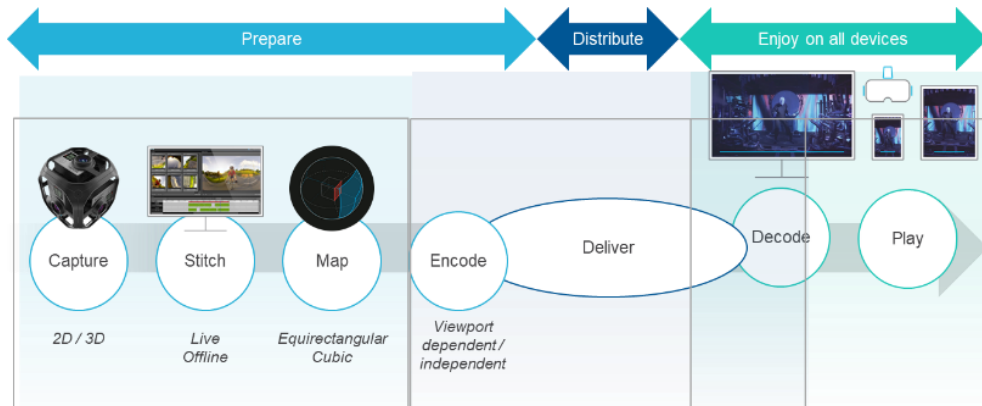 Prepare
Distribute
Enjoy on all devices
Capture
Stitch
Map
Encode
Deliver
Decode
Play
2D / 3D
Live
Offline
Equirectangular
Cubic
Viewport
dependent /
independent